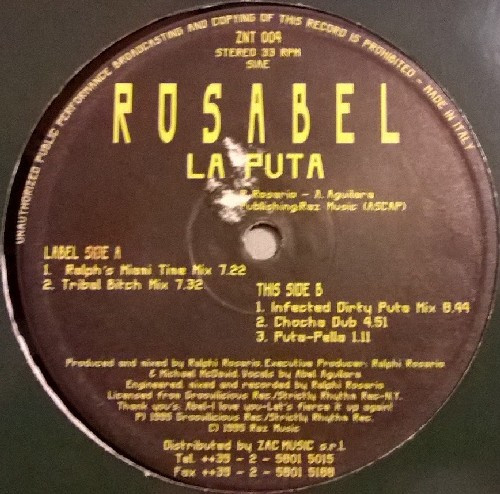 UNAUTHORIZED PUBLIC PERFORMANCE BROADCASTING AND COPYING OF THIS RECORD IS PROHIBITED - MADE IN ITALY
ZNT 009
STEREO 33 RPM
SIAE
ROSABEL
LA PUTA
Rosario - A. Aguilera
Publishing: Raz Music (ASCAP)
LABEL SIDE A
1. Ralph's Miami Time Mix 7.22
2. Tribal Bitch Mix 7.32
THIS SIDE B
1. Infected Dirty Puta Mix 8.44
2. Chocha Dub 4.51
3. Puta-Pella 1.11
Produced and mixed by Ralphi Rosario. Executive Producer: Ralphi Rosario
& Michael McDavid. Vocals by Abel Aguilera
Engineered, mixed and recorded by Ralphi Rosario
Licensed from Groovilicious Rec./Strictly Rhythm Rec-N.Y.
Thank you's: Abel-I love you-Let's fierce it up again!
P) 1995 Groovilicious Rec./Strictly Rhythm Rec.
C) 1995 Raz Music
Distributed by ZAC MUSIC s.r.l.
Tel. ++39 - 2 - 5801 5015
Fax ++39 - 2 - 5801 5188